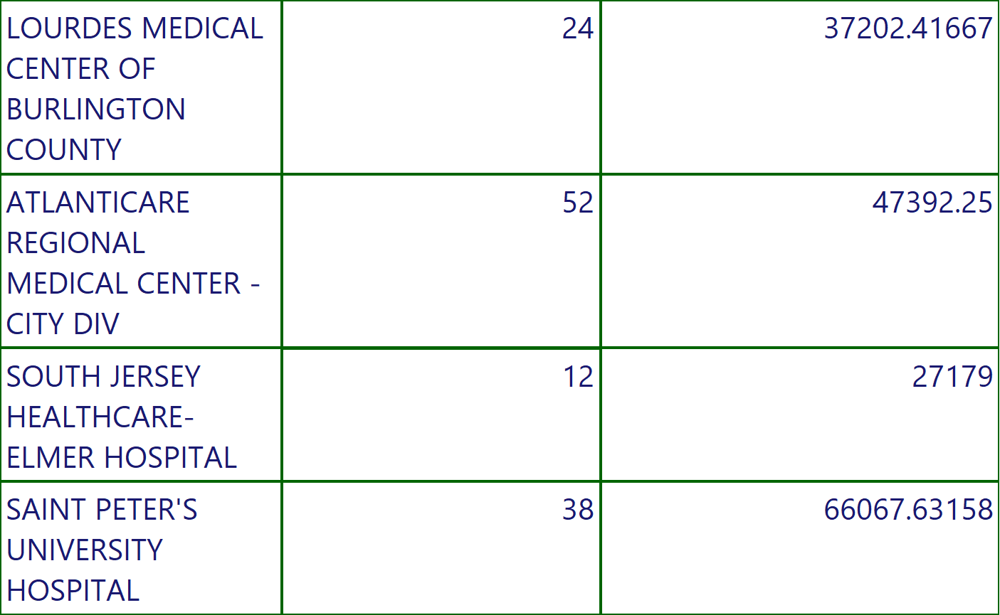 LOURDES MEDICAL 24 37202.41667
CENTER OF
BURLINGTON
COUNTY
ATLANTICARE 52 47392.25
REGIONAL
MEDICAL CENTER -
CITY DIV
SOUTH JERSEY 12 27179
HEALTHCARE-
ELMER HOSPITAL
SAINT PETER'S 38 66067.63158
UNIVERSITY
HOSPITAL